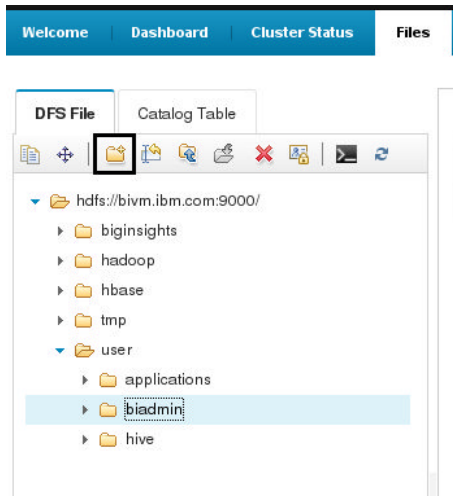 Welcome Dashboard Cluster Status Files
DFS File Catalog Table
hdfs://bivm.ibm.com:9000/
biginsights
hadoop
hbase
tmp
user
applications
biadmin
hive